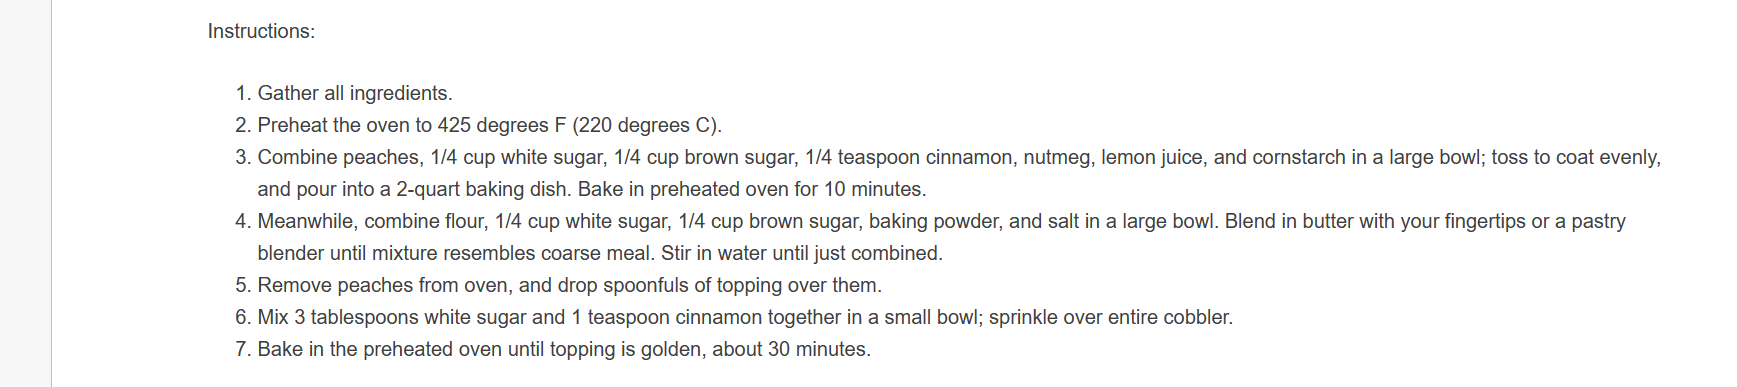 Instructions:
1. Gather all ingredients.
2. Preheat the oven to 425 degrees F (220 degrees C).
3. Combine peaches, 1/4 cup white sugar, 1/4 cup brown sugar, 1/4 teaspoon cinnamon, nutmeg, lemon juice, and cornstarch in a large bowl; toss to coat evenly,
and pour into a 2-quart baking dish. Bake in preheated oven for 10 minutes.
4. Meanwhile, combine flour, 1/4 cup white sugar, 1/4 cup brown sugar, baking powder, and salt in a large bowl. Blend in butter with your fingertips or a pastry
blender until mixture resembles coarse meal. Stir in water until just combined.
5. Remove peaches from oven, and drop spoonfuls of topping over them.
6. Mix 3 tablespoons white sugar and 1 teaspoon cinnamon together in a small bowl; sprinkle over entire cobbler.
7. Bake in the preheated oven until topping is golden, about 30 minutes.